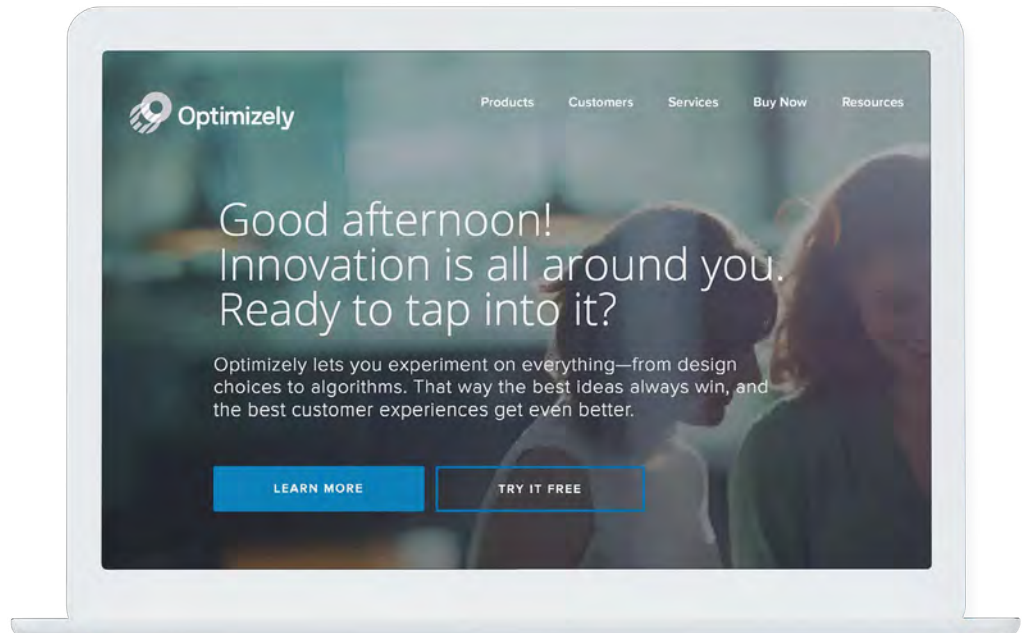 Optimizely
Products Customers Services Buy Now Resources
Good afternoon!
Innovation is all around you.
Ready to tap into it?
Optimizely lets you experiment on everything—from design
choices to algorithms. That way the best ideas always win, and
the best customer experiences get even better.
LEARN MORE TRY IT FREE